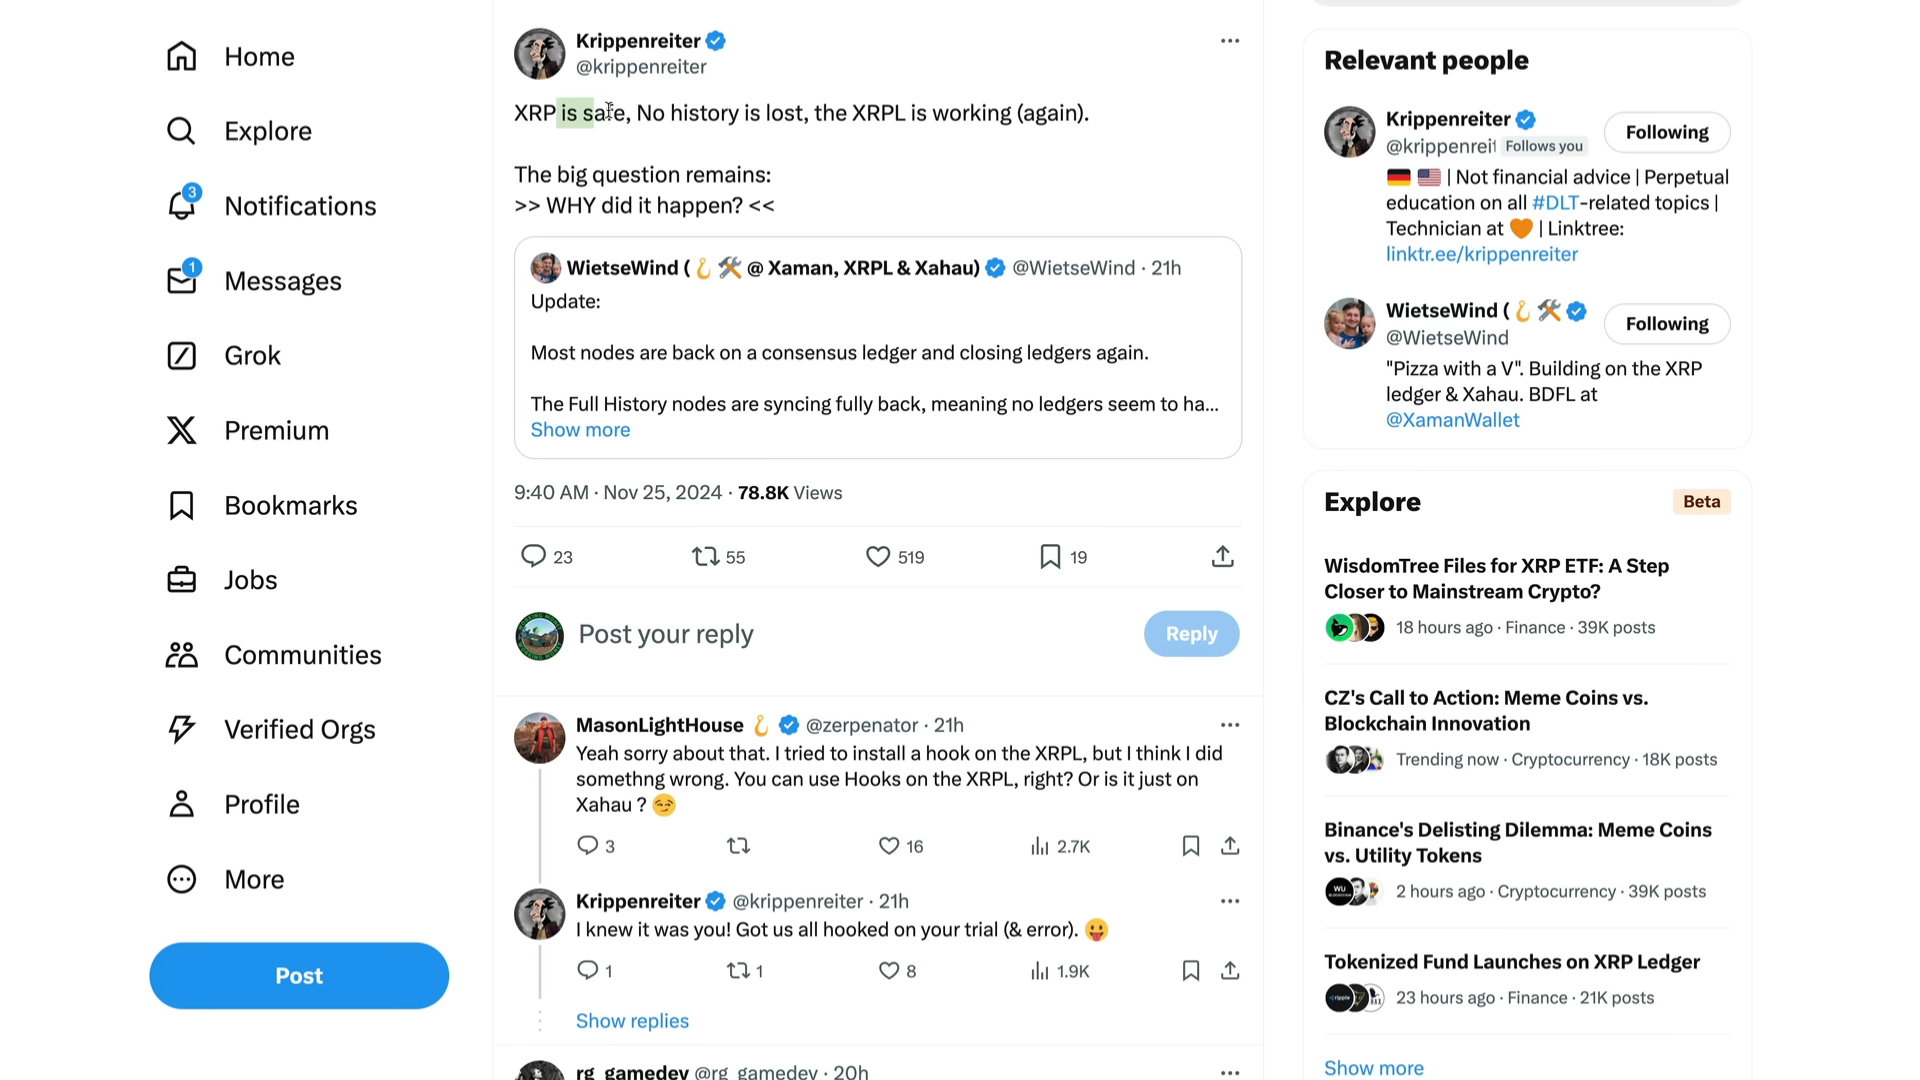 Home
Explore
3
Notifications
1
Messages
Grok
Premium
Bookmarks
Jobs
Communities
Verified Orgs
Profile
More
Post
Krippenreiter
@krippenreiter
XRP is safe, No history is lost, the XRPL is working (again).
The big question remains:
>> WHY did it happen? <<
WietseWind (🪝🛠️ @ Xaman, XRPL & Xahau) @WietseWind · 21h
Update:
Most nodes are back on a consensus ledger and closing ledgers again.
The Full History nodes are syncing fully back, meaning no ledgers seem to ha...
Show more
9:40 AM · Nov 25, 2024 · 78.8K Views
23 55 519 19
Post your reply
Reply
MasonLightHouse 🪝 @zerpenator · 21h
Yeah sorry about that. I tried to install a hook on the XRPL, but I think I did
somethng wrong. You can use Hooks on the XRPL, right? Or is it just on
Xahau ? 😏
3 16 2.7K
Krippenreiter @krippenreiter · 21h
I knew it was you! Got us all hooked on your trial (& error). 😛
1 1 8 1.9K
Show replies
rg_gamedev @rg_gamedev · 20h
Relevant people
Krippenreiter
Following
@krippenreit Follows you
🇩🇪 🇺🇸 | Not financial advice | Perpetual
education on all #DLT-related topics |
Technician at 🧡 | Linktree:
linktr.ee/krippenreiter
WietseWind (🪝🛠️
Following
@WietseWind
"Pizza with a V". Building on the XRP
ledger & Xahau. BDFL at
@XamanWallet
Explore
Beta
WisdomTree Files for XRP ETF: A Step
Closer to Mainstream Crypto?
18 hours ago · Finance · 39K posts
CZ's Call to Action: Meme Coins vs.
Blockchain Innovation
Trending now · Cryptocurrency · 18K posts
Binance's Delisting Dilemma: Meme Coins
vs. Utility Tokens
WU
2 hours ago · Cryptocurrency · 39K posts
Tokenized Fund Launches on XRP Ledger
23 hours ago · Finance · 21K posts
Show more